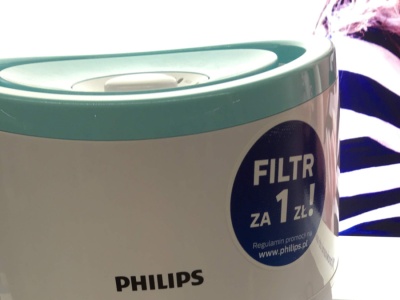 FILTR
ZA 1 ZŁ!
Regulamin promocji na
www.philips.pl
PHILIPS